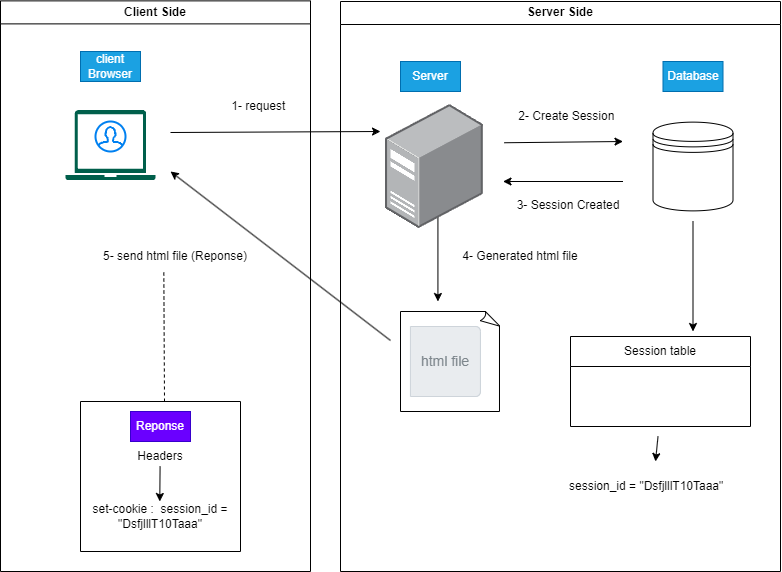 Client Side
Server Side
client
Browser
Server
Database
1- request
2- Create Session
3- Session Created
5- send html file (Reponse)
4- Generated html file
html file
Session table
Reponse
Headers
set-cookie : session_id =
"DsfjlllT10Taaa"
session_id = "DsfjlllT10Taaa"